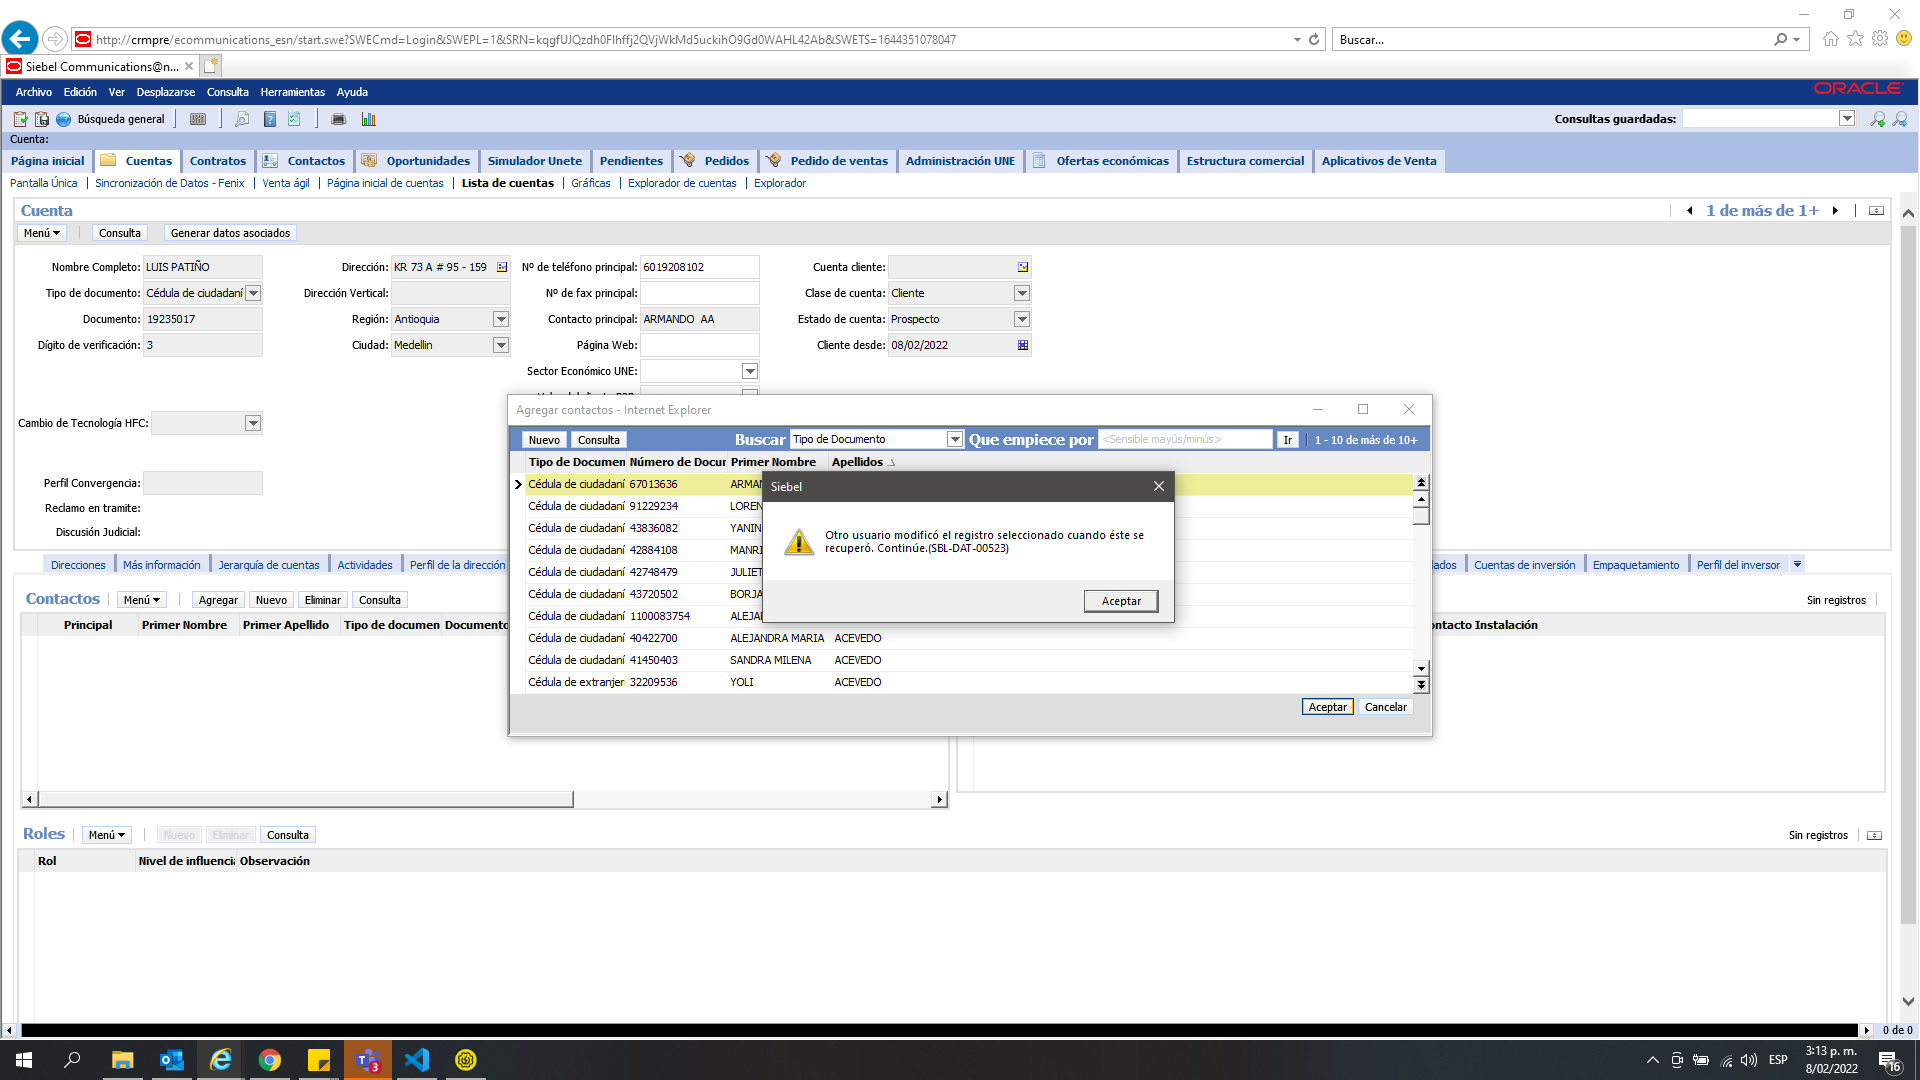 http://crmpre/ecommunications_esn/start.swe?SWECmd=Login&SWEPL=1&SRN=kqgfUJQzdh0FIhffj2QVjWkMd5uckihO9Gd0WAHL42Ab&SWETS=1644351078047
Buscar...
Siebel Communications@n...
Archivo Edición Ver Desplazarse Consulta Herramientas Ayuda
ORACLE
Búsqueda general
Consultas guardadas:
Cuenta:
Página inicial Cuentas Contratos Contactos Oportunidades Simulador Unete Pendientes Pedidos Pedido de ventas Administración UNE Ofertas económicas Estructura comercial Aplicativos de Venta
Pantalla Única Sincronización de Datos - Fenix Venta ágil Página inicial de cuentas Lista de cuentas Gráficas Explorador de cuentas Explorador
Cuenta
1 de más de 1+
Menú Consulta Generar datos asociados
Nombre Completo: LUIS PATIÑO Dirección: KR 73 A # 95 - 159 Nº de teléfono principal: 6019208102 Cuenta cliente:
Tipo de documento: Cédula de ciudadaní Dirección Vertical: Nº de fax principal: Clase de cuenta: Cliente
Documento: 19235017 Región: Antioquia Contacto principal: ARMANDO AA Estado de cuenta: Prospecto
Dígito de verificación: 3 Ciudad: Medellin Página Web: Cliente desde: 08/02/2022
Sector Económico UNE:
Cambio de Tecnología HFC:
Perfil Convergencia:
Reclamo en tramite:
Discusión Judicial:
Agregar contactos - Internet Explorer
Nuevo Consulta Buscar Tipo de Documento Que empiece por <Sensible mayús/minús> Ir 1 - 10 de más de 10+
Tipo de Documen Número de Docur Primer Nombre Apellidos
Cédula de ciudadaní 67013636 ARMAN
Cédula de ciudadaní 91229234 LOREN
Cédula de ciudadaní 43836082 YANIN
Cédula de ciudadaní 42884108 MANRI
Cédula de ciudadaní 42748479 JULIET
Cédula de ciudadaní 43720502 BORJA
Cédula de ciudadaní 1100083754 ALEJA
Cédula de ciudadaní 40422700 ALEJANDRA MARIA ACEVEDO
Cédula de ciudadaní 41450403 SANDRA MILENA ACEVEDO
Cédula de extranjer 32209536 YOLI ACEVEDO
Aceptar Cancelar
Siebel
Otro usuario modificó el registro seleccionado cuando éste se
recuperó. Continúe.(SBL-DAT-00523)
Aceptar
Direcciones Más información Jerarquía de cuentas Actividades Perfil de la dirección lados Cuentas de inversión Empaquetamiento Perfil del inversor
Contactos Menú Agregar Nuevo Eliminar Consulta
Sin registros
Principal Primer Nombre Primer Apellido Tipo de documen Documento
ontacto Instalación
Roles Menú Nuevo Eliminar Consulta
Sin registros
Rol Nivel de influencia Observación
0 de 0
3
ESP
3:13 p. m.
8/02/2022
16